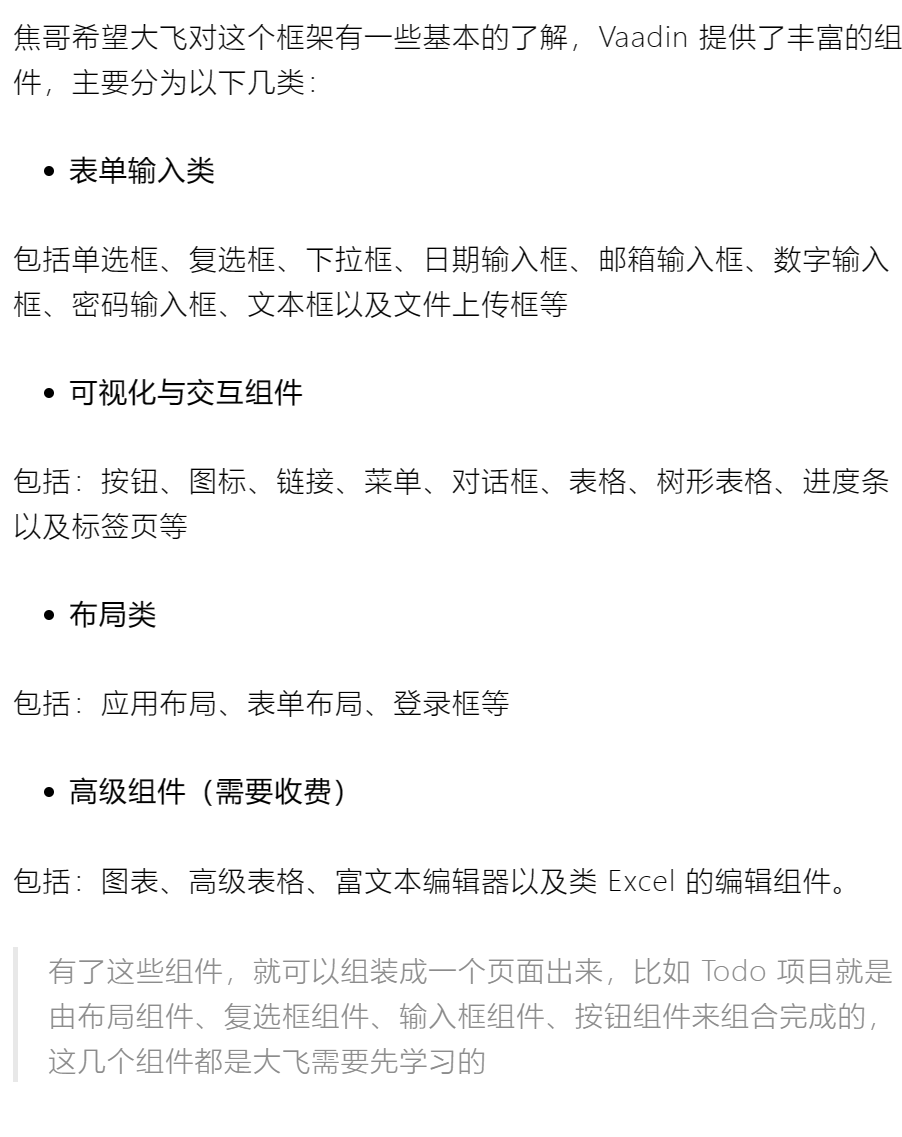 焦哥希望大飞对这个框架有一些基本的了解，Vaadin 提供了丰富的组
件，主要分为以下几类：
• 表单输入类
包括单选框、复选框、下拉框、日期输入框、邮箱输入框、数字输入
框、密码输入框、文本框以及文件上传框等
• 可视化与交互组件
包括：按钮、图标、链接、菜单、对话框、表格、树形表格、进度条
以及标签页等
• 布局类
包括：应用布局、表单布局、登录框等
• 高级组件（需要收费）
包括：图表、高级表格、富文本编辑器以及类 Excel 的编辑组件。
有了这些组件，就可以组装成一个页面出来，比如 Todo 项目就是
由布局组件、复选框组件、输入框组件、按钮组件来组合完成的，
这几个组件都是大飞需要先学习的